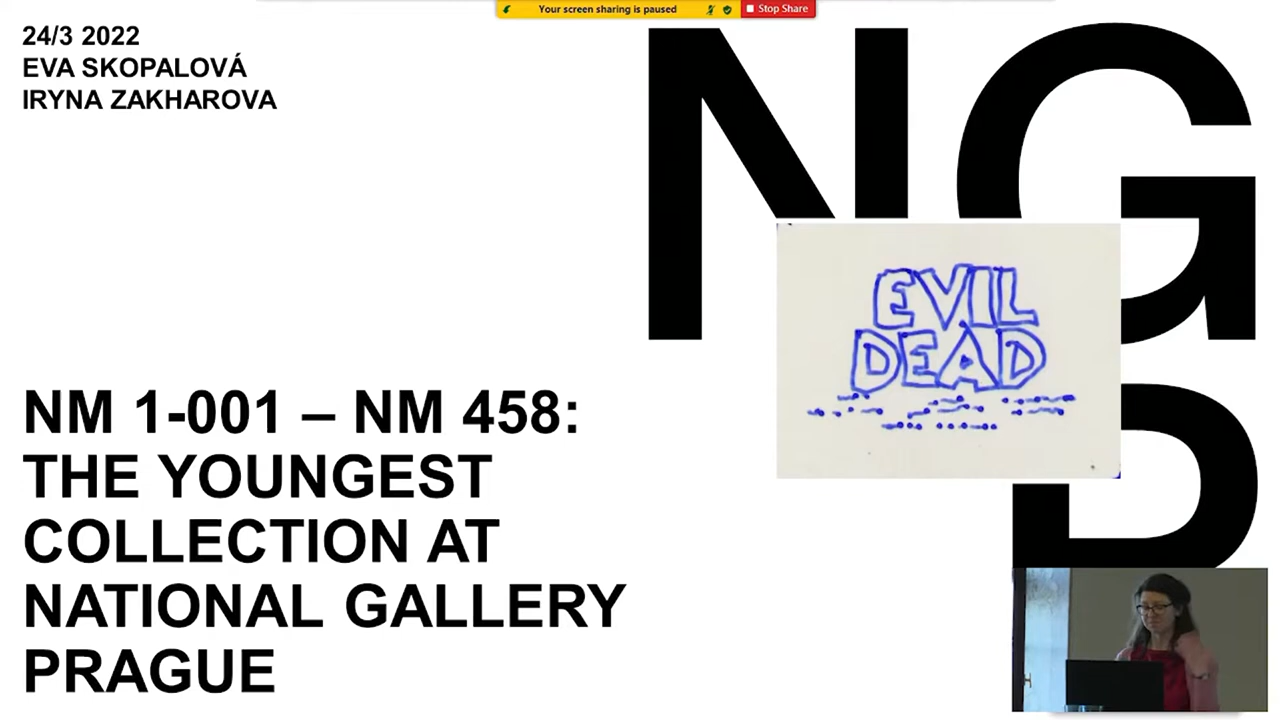 Your screen sharing is paused
Stop Share
24/3 2022
EVA SKOPALOVÁ
IRYNA ZAKHAROVA
NG
P
EVIL
DEAD
NM 1-001 – NM 458:
THE YOUNGEST
COLLECTION AT
NATIONAL GALLERY
PRAGUE